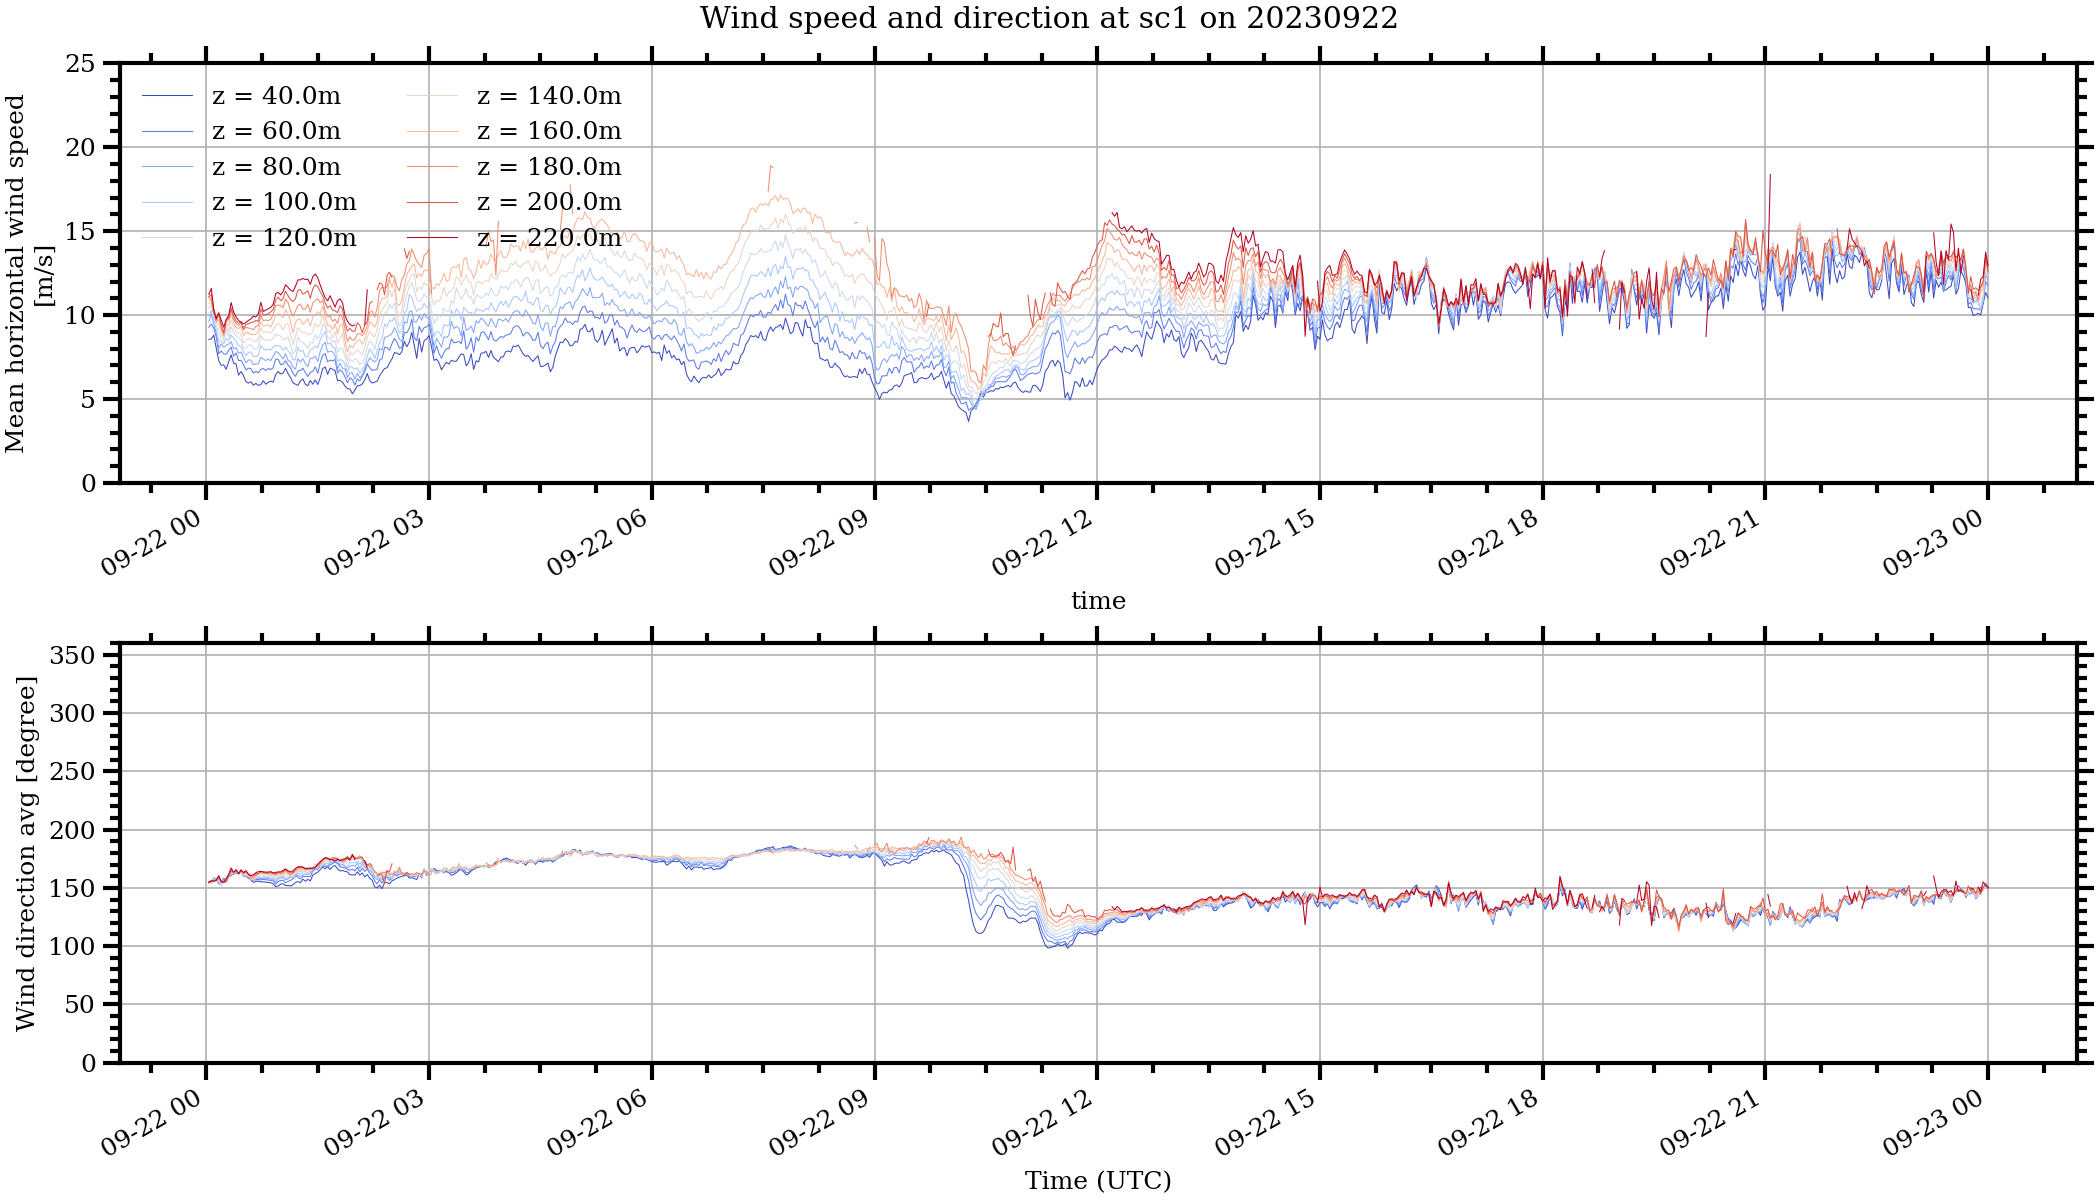 Wind speed and direction at sc1 on 20230922
Mean horizontal wind speed
[m/s]
25
20
15
10
5
0
z = 40.0m
z = 60.0m
z = 80.0m
z = 100.0m
z = 120.0m
z = 140.0m
z = 160.0m
z = 180.0m
z = 200.0m
z = 220.0m
09-22 00
09-22 03
09-22 06
09-22 09
09-22 12
09-22 15
09-22 18
09-22 21
09-23 00
time
Wind direction avg [degree]
350
300
250
200
150
100
50
0
09-22 00
09-22 03
09-22 06
09-22 09
09-22 12
09-22 15
09-22 18
09-22 21
09-23 00
Time (UTC)